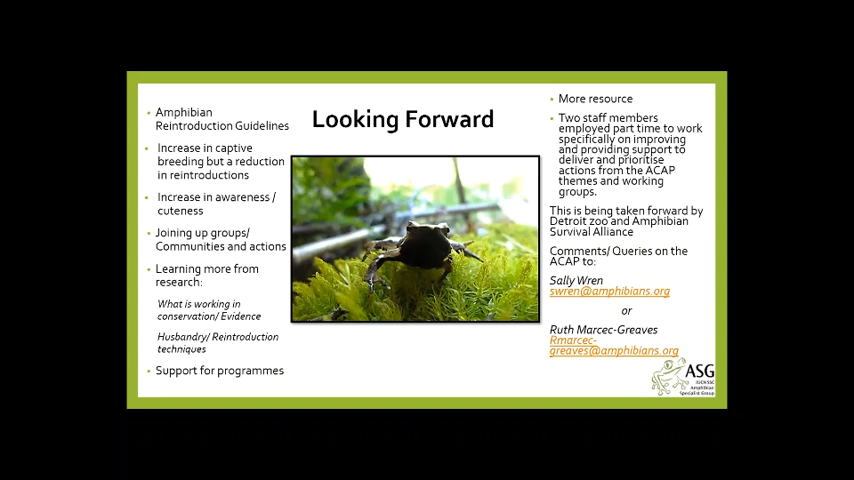 Looking Forward
• Amphibian
Reintroduction Guidelines
• Increase in captive
breeding but a reduction
in reintroductions
• Increase in awareness /
cuteness
• Joining up groups/
Communities and actions
• Learning more from
research:
What is working in
conservation/ Evidence
Husbandry/ Reintroduction
techniques
• Support for programmes
• More resource
• Two staff members
employed part time to work
specifically on improving
and providing support to
deliver and prioritise
actions from the ACAP
themes and working
groups.
This is being taken forward by
Detroit zoo and Amphibian
Survival Alliance
Comments/ Queries on the
ACAP to:
Sally Wren
swren@amphibians.org
or
Ruth Marcec-Greaves
Rmarcec-
greaves@amphibians.org
ASG
IUCN SSC
Amphibian
Specialist Group